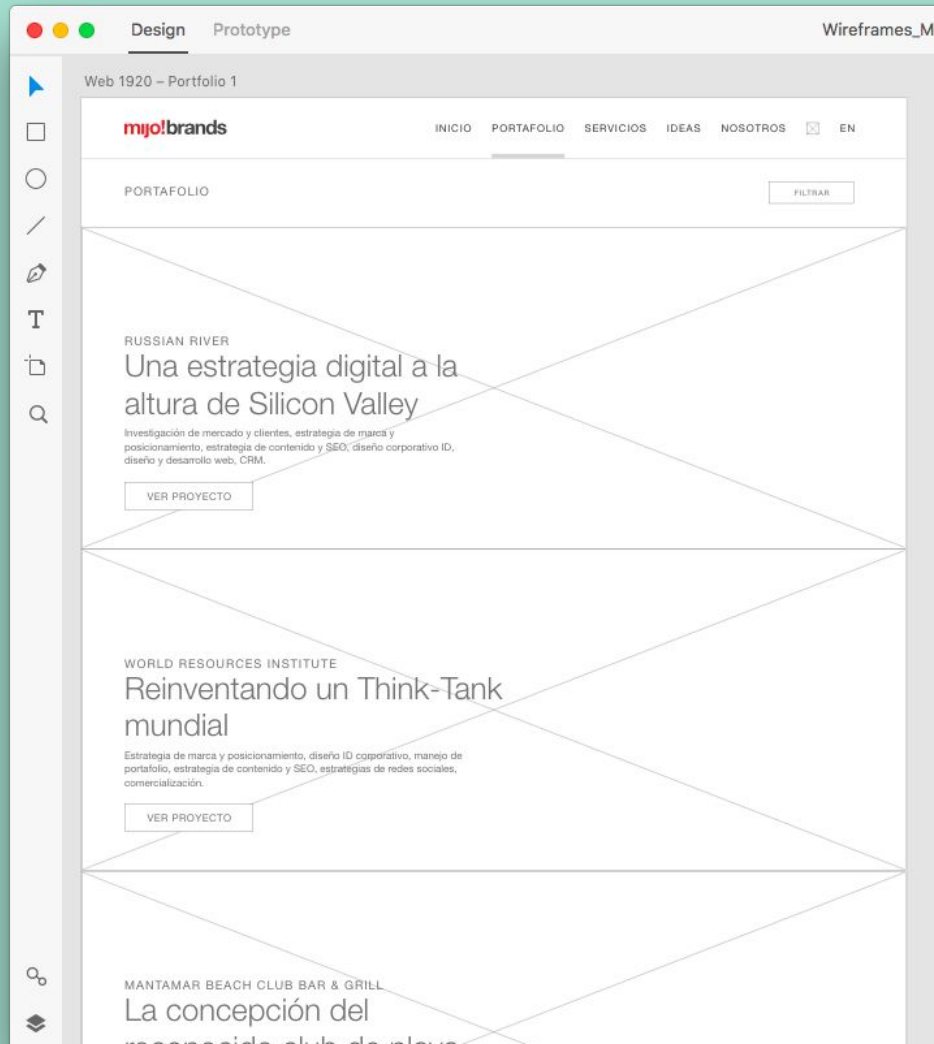 Design Prototype Wireframes_M
Web 1920 – Portfolio 1
mijo!brands INICIO PORTAFOLIO SERVICIOS IDEAS NOSOTROS EN
PORTAFOLIO FILTRAR
RUSSIAN RIVER
Una estrategia digital a la
altura de Silicon Valley
Investigación de mercado y clientes, estrategia de marca y
posicionamiento, estrategia de contenido y SEO, diseño corporativo ID,
diseño y desarrollo web, CRM.
VER PROYECTO
WORLD RESOURCES INSTITUTE
Reinventando un Think-Tank
mundial
Estrategia de marca y posicionamiento, diseño ID corporativo, manejo de
portafolio, estrategia de contenido y SEO, estrategias de redes sociales,
comercialización.
VER PROYECTO
MANTAMAR BEACH CLUB BAR & GRILL
La concepción del
reconocido club de playa